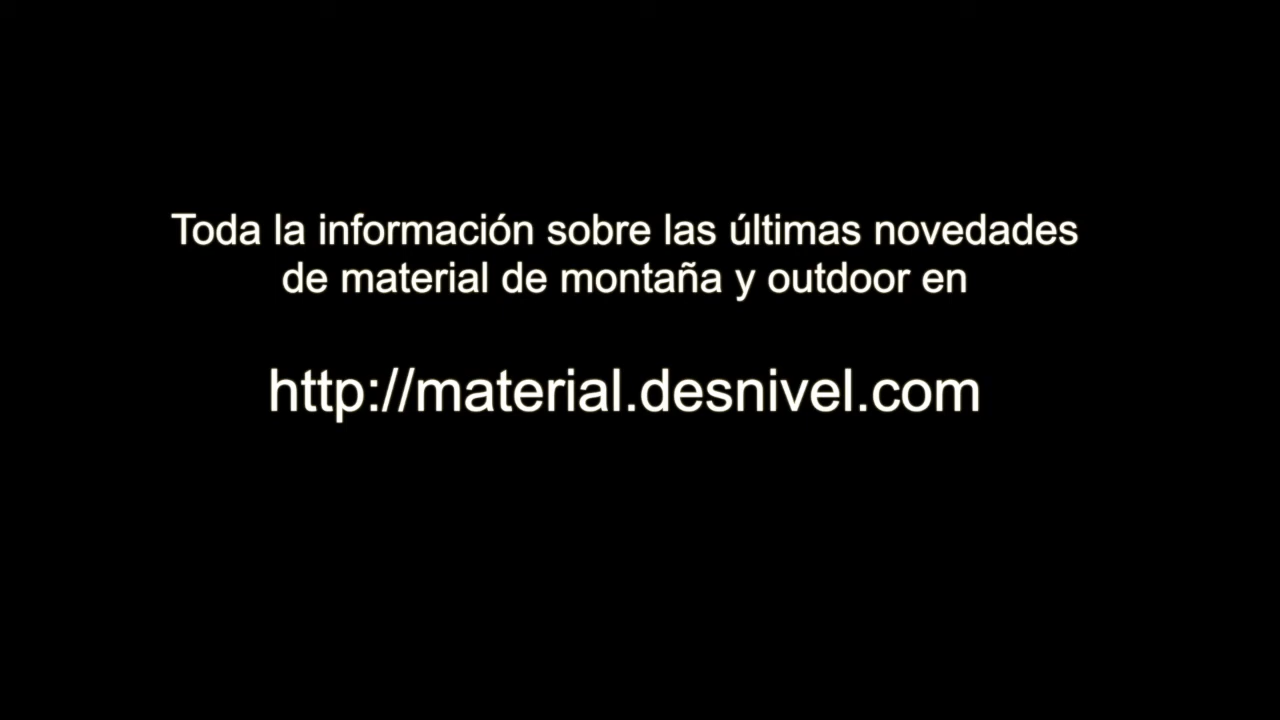 Toda la información sobre las últimas novedades
de material de montaña y outdoor en
http://material.desnivel.com